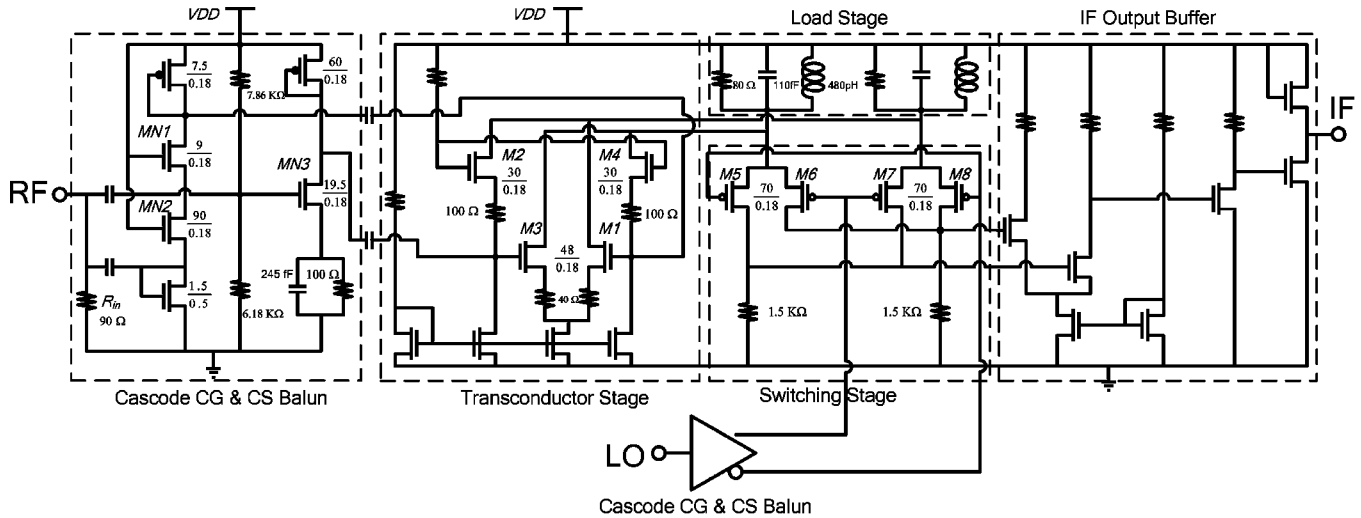 VDD
VDD
Load Stage
IF Output Buffer
7.5
0.18
7.86 KΩ
60
0.18
80 Ω
110fF
480pH
MN1
9
0.18
MN3
19.5
0.18
RF
MN2
90
0.18
M2
30
0.18
M4
30
0.18
100 Ω
100 Ω
M3
M1
48
0.18
40 Ω
M5
M6
70
0.18
M7
M8
70
0.18
IF
245 fF
100 Ω
Rin
90 Ω
1.5
0.5
6.18 KΩ
1.5 KΩ
1.5 KΩ
Cascode CG & CS Balun
Transconductor Stage
Switching Stage
LO
Cascode CG & CS Balun